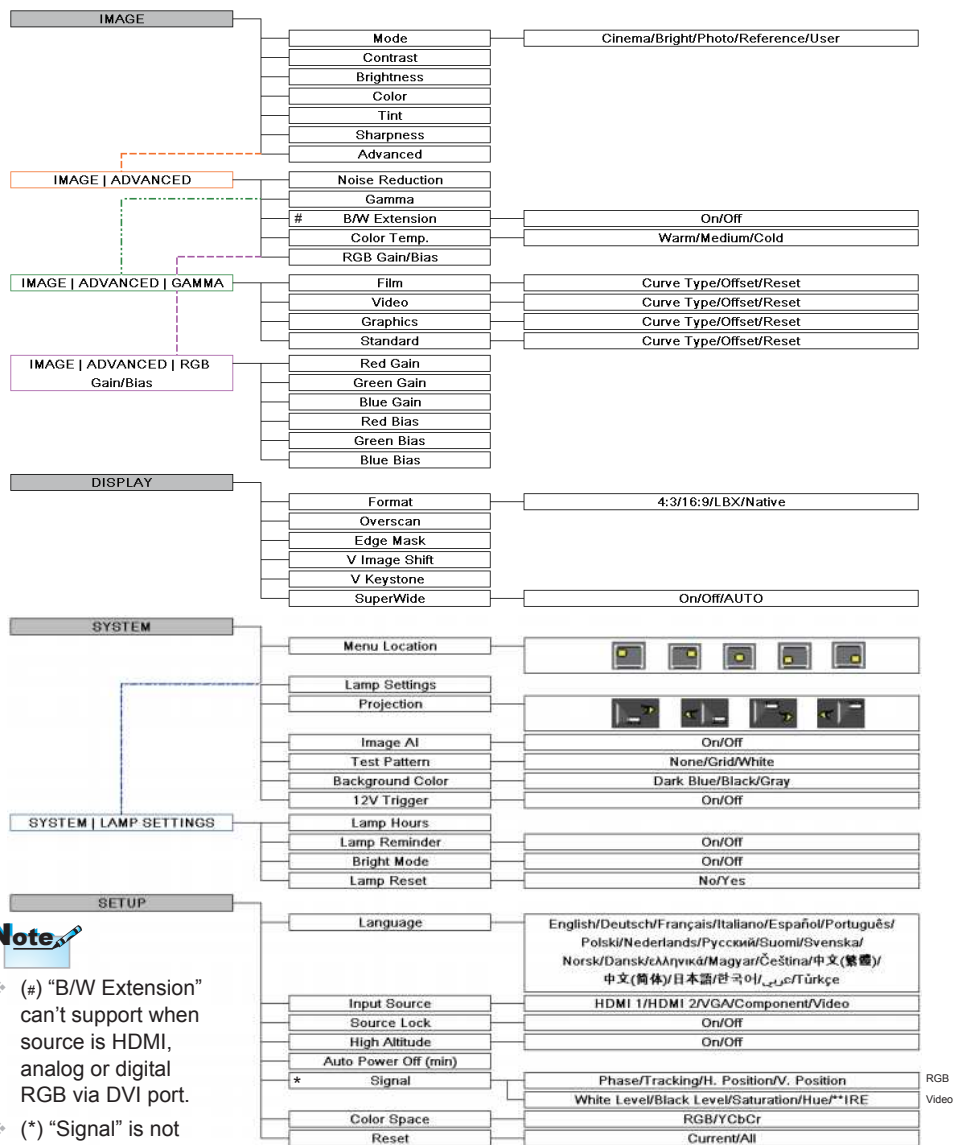 IMAGE
Mode Cinema/Bright/Photo/Reference/User
Contrast
Brightness
Color
Tint
Sharpness
Advanced
IMAGE | ADVANCED Noise Reduction
Gamma
# B/W Extension On/Off
Color Temp. Warm/Medium/Cold
RGB Gain/Bias
IMAGE | ADVANCED | GAMMA Film Curve Type/Offset/Reset
Video Curve Type/Offset/Reset
Graphics Curve Type/Offset/Reset
Standard Curve Type/Offset/Reset
IMAGE | ADVANCED | RGB
Gain/Bias
Red Gain
Green Gain
Blue Gain
Red Bias
Green Bias
Blue Bias
DISPLAY
Format 4:3/16:9/LBX/Native
Overscan
Edge Mask
V Image Shift
V Keystone
SuperWide On/Off/AUTO
SYSTEM
Menu Location
Lamp Settings
Projection
Image AI On/Off
Test Pattern None/Grid/White
Background Color Dark Blue/Black/Gray
12V Trigger On/Off
SYSTEM | LAMP SETTINGS Lamp Hours
Lamp Reminder On/Off
Bright Mode On/Off
Lamp Reset No/Yes
SETUP
Language English/Deutsch/Français/Italiano/Español/Português/
Polski/Nederlands/Русский/Suomi/Svenska/
Norsk/Dansk/ελληνικά/Magyar/Čeština/中文(繁體)/
中文(简体)/日本語/한국어/عربي/Türkçe
Input Source HDMI 1/HDMI 2/VGA/Component/Video
Source Lock On/Off
High Altitude On/Off
Auto Power Off (min)
* Signal Phase/Tracking/H. Position/V. Position RGB
White Level/Black Level/Saturation/Hue/**IRE Video
Color Space RGB/YCbCr
Reset Current/All
Note
(#) “B/W Extension”
can’t support when
source is HDMI,
analog or digital
RGB via DVI port.
(*) “Signal” is not